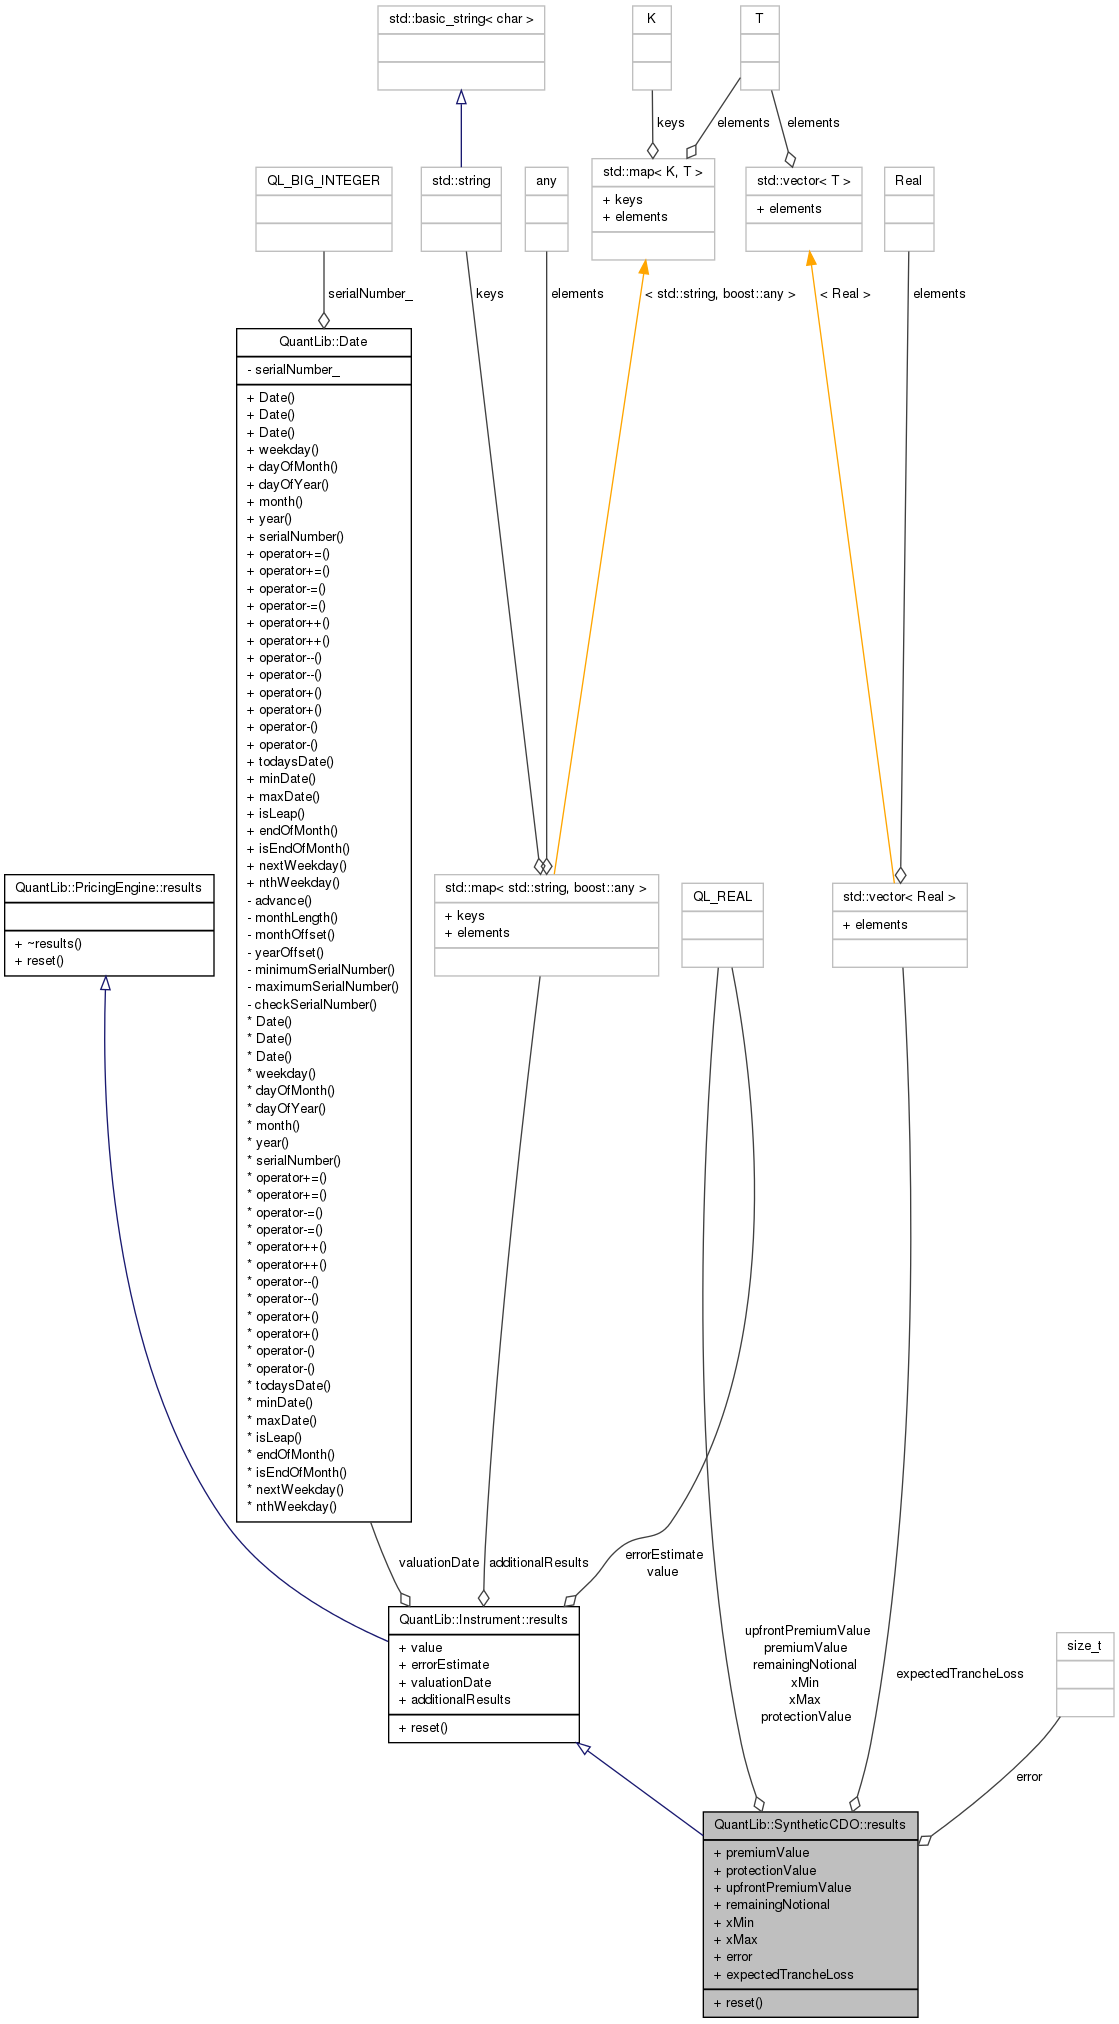 std::basic_string< char >
K
T
keys
elements
elements
QL_BIG_INTEGER
std::string
any
std::map< K, T >
+ keys
+ elements
std::vector< T >
+ elements
Real
serialNumber_
keys
elements
< std::string, boost::any >
< Real >
elements
QuantLib::Date
- serialNumber_
+ Date()
+ Date()
+ Date()
+ weekday()
+ dayOfMonth()
+ dayOfYear()
+ month()
+ year()
+ serialNumber()
+ operator+=()
+ operator+=()
+ operator-=()
+ operator-=()
+ operator++()
+ operator++()
+ operator--()
+ operator--()
+ operator+()
+ operator+()
+ operator-()
+ operator-()
+ todaysDate()
+ minDate()
+ maxDate()
+ isLeap()
+ endOfMonth()
+ isEndOfMonth()
+ nextWeekday()
+ nthWeekday()
- advance()
- monthLength()
- monthOffset()
- yearOffset()
- minimumSerialNumber()
- maximumSerialNumber()
- checkSerialNumber()
* Date()
* Date()
* Date()
* weekday()
* dayOfMonth()
* dayOfYear()
* month()
* year()
* serialNumber()
* operator+=()
* operator+=()
* operator-=()
* operator-=()
* operator++()
* operator++()
* operator--()
* operator--()
* operator+()
* operator+()
* operator-()
* operator-()
* todaysDate()
* minDate()
* maxDate()
* isLeap()
* endOfMonth()
* isEndOfMonth()
* nextWeekday()
* nthWeekday()
QuantLib::PricingEngine::results
+ ~results()
+ reset()
std::map< std::string, boost::any >
+ keys
+ elements
QL_REAL
std::vector< Real >
+ elements
valuationDate
additionalResults
errorEstimate
value
QuantLib::Instrument::results
+ value
+ errorEstimate
+ valuationDate
+ additionalResults
+ reset()
upfrontPremiumValue
premiumValue
remainingNotional
xMin
xMax
protectionValue
expectedTrancheLoss
size_t
error
QuantLib::SyntheticCDO::results
+ premiumValue
+ protectionValue
+ upfrontPremiumValue
+ remainingNotional
+ xMin
+ xMax
+ error
+ expectedTrancheLoss
+ reset()